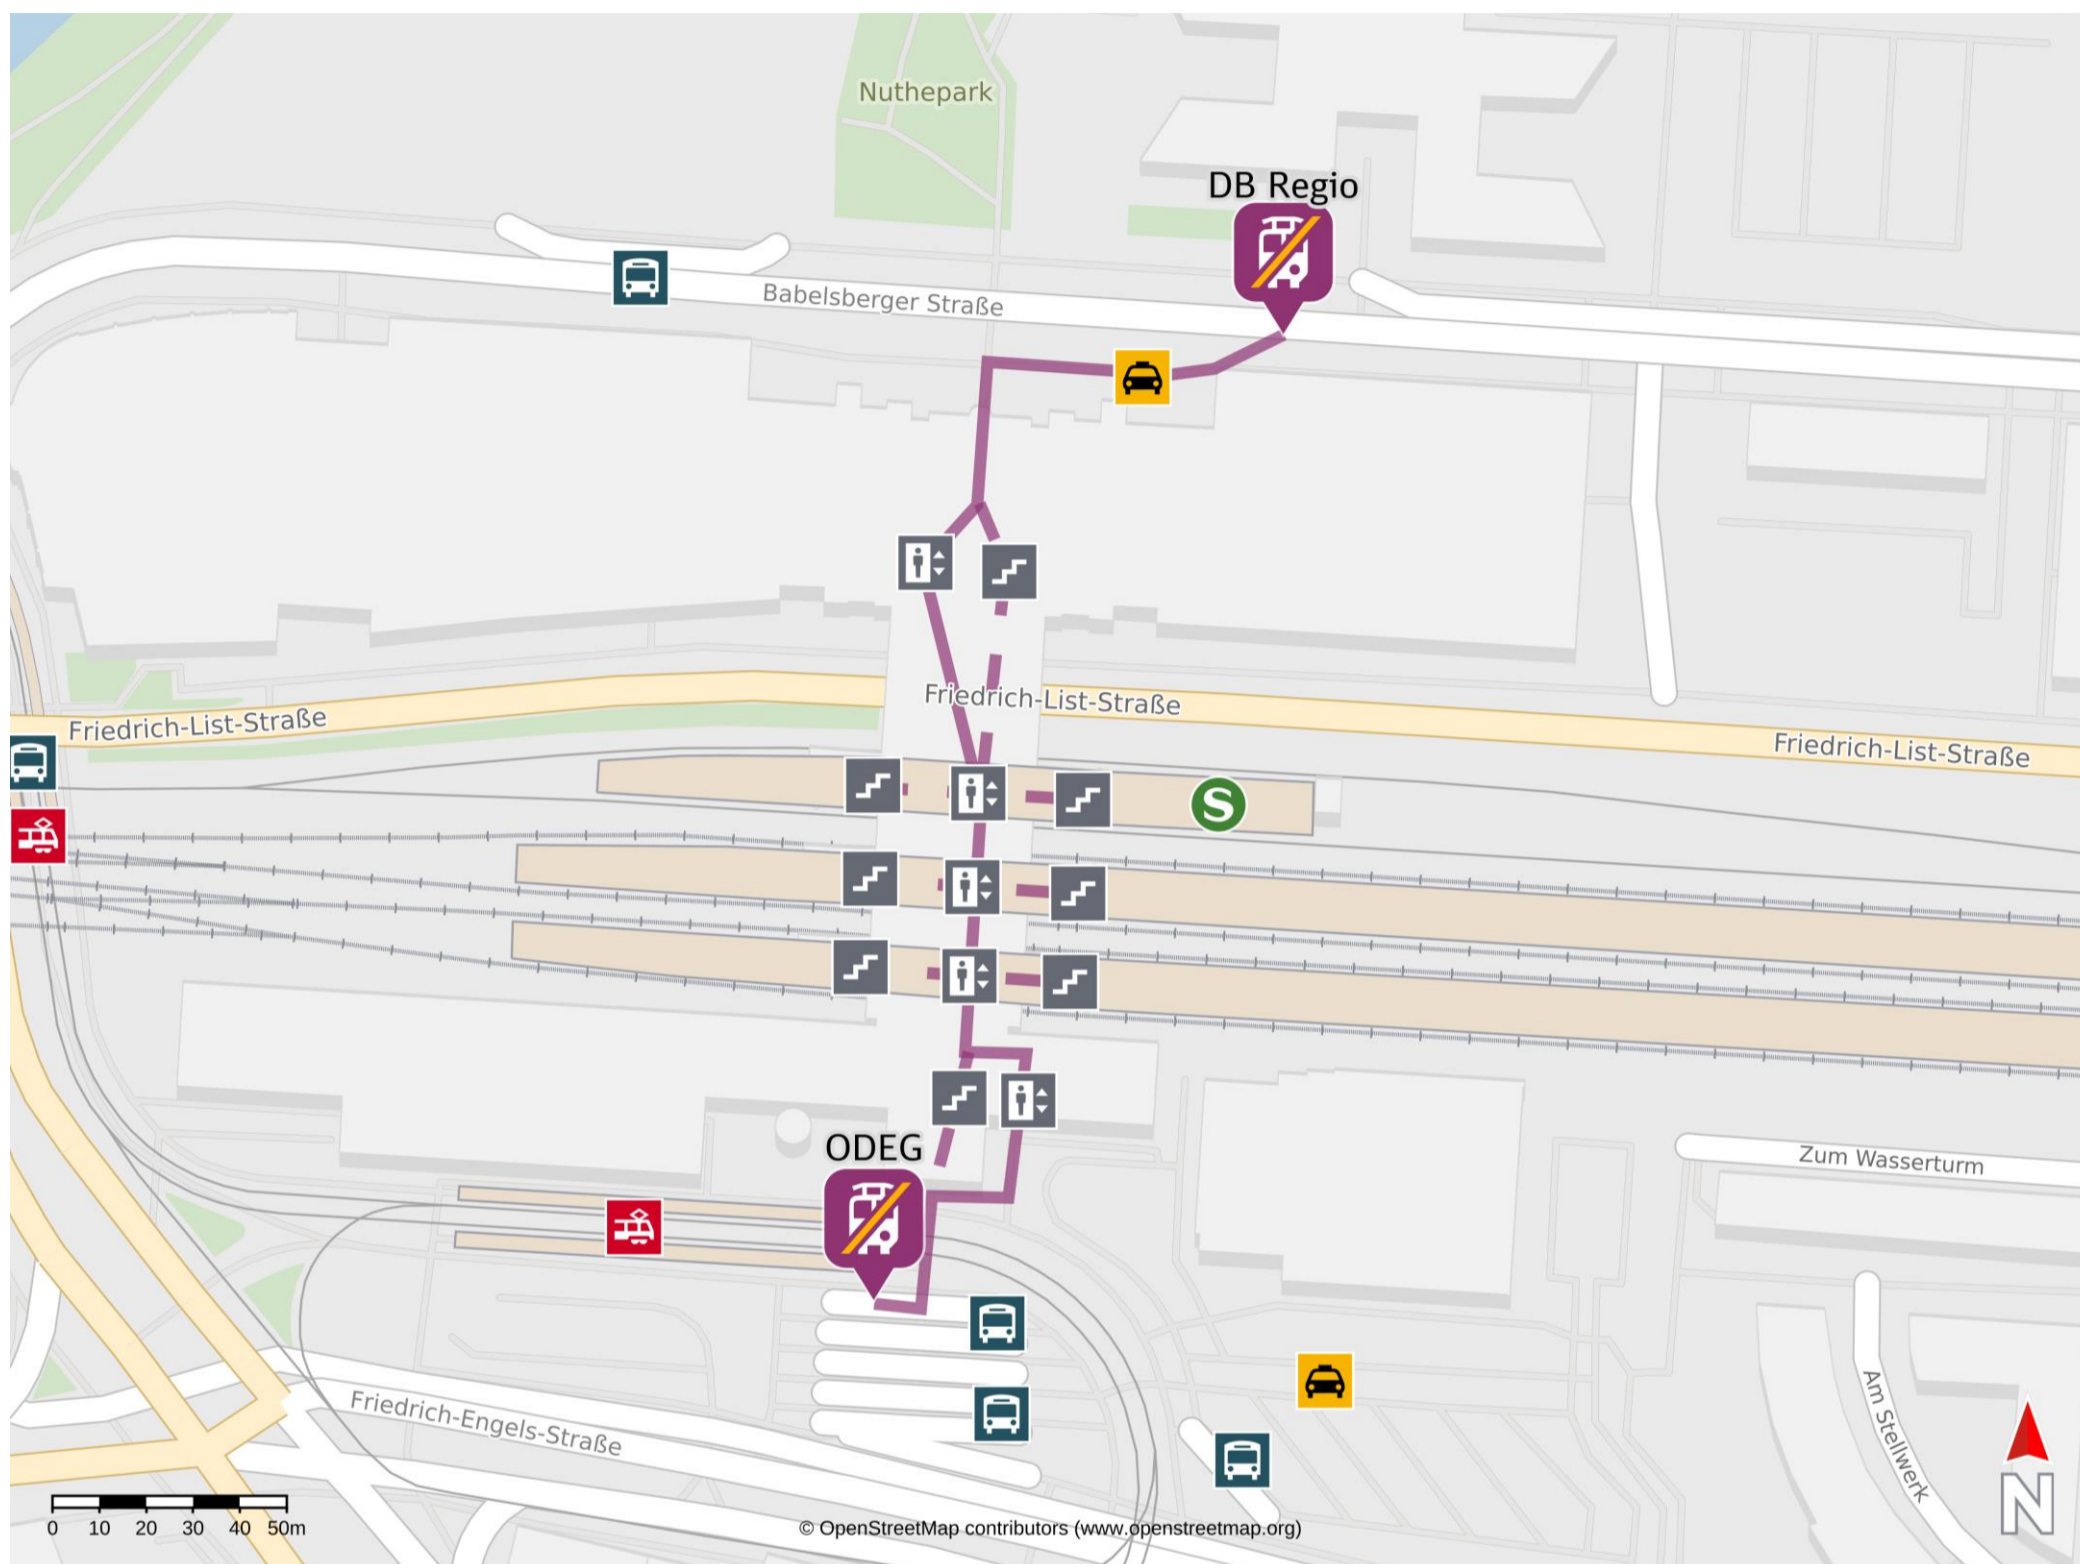 Nuthepark
DB Regio
Babelsberger Straße
Friedrich-List-Straße
Friedrich-List-Straße
Friedrich-List-Straße
S
ODEG
Zum Wasserturm
Am Stellwerk
Friedrich-Engels-Straße
N
0 10 20 30 40 50m
© OpenStreetMap contributors (www.openstreetmap.org)